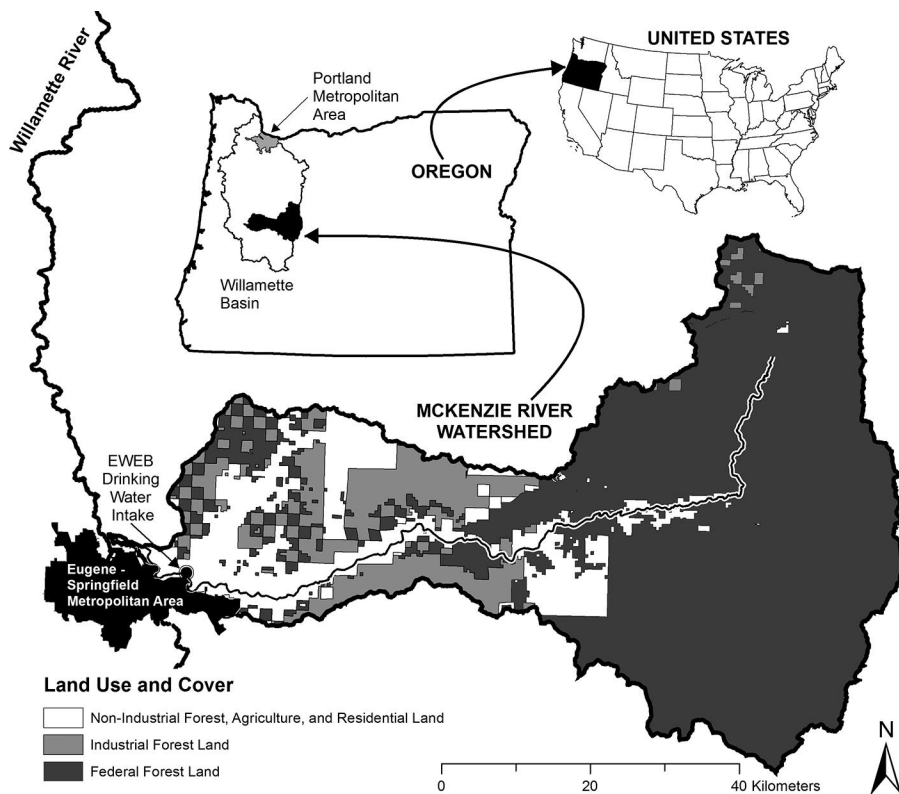 Willamette River
Portland
Metropolitan
Area
UNITED STATES
OREGON
Willamette
Basin
MCKENZIE RIVER
WATERSHED
EWEB
Drinking
Water
Intake
Eugene -
Springfield
Metropolitan Area
Land Use and Cover
Non-Industrial Forest, Agriculture, and Residential Land
Industrial Forest Land
Federal Forest Land
0 20 40 Kilometers
N